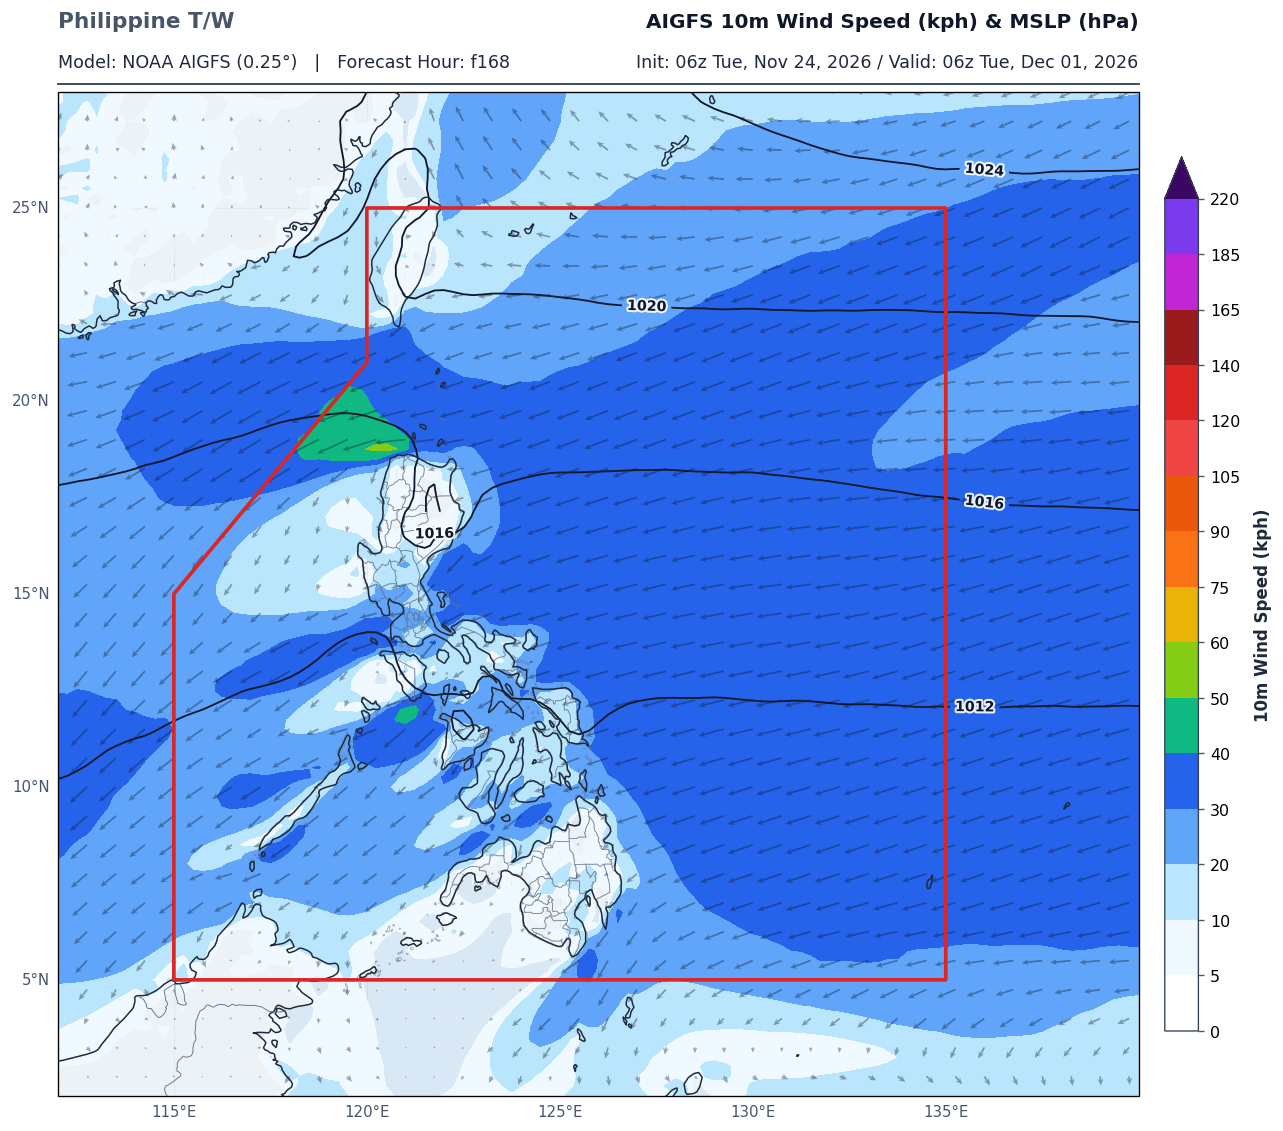 Philippine T/W
AIGFS 10m Wind Speed (kph) & MSLP (hPa)
Model: NOAA AIGFS (0.25°) | Forecast Hour: f168
Init: 06z Tue, Nov 24, 2026 / Valid: 06z Tue, Dec 01, 2026
1024
1020
1016
1016
1012
25°N
20°N
15°N
10°N
5°N
115°E
120°E
125°E
130°E
135°E
220
185
165
140
120
105
90
75
60
50
40
30
20
10
5
0
10m Wind Speed (kph)